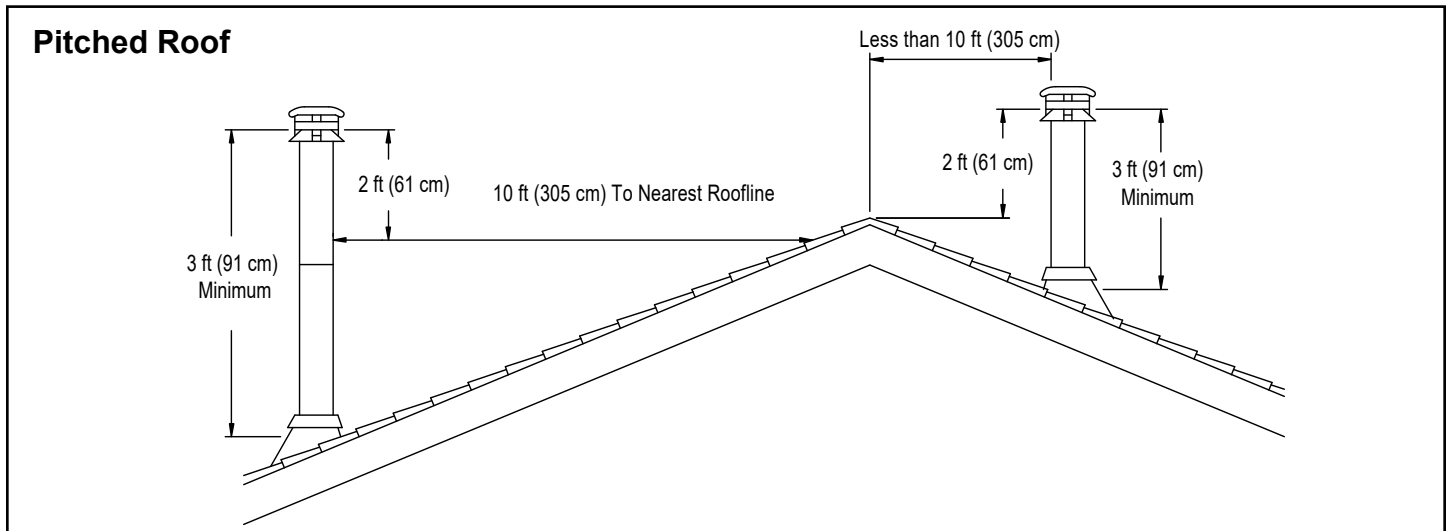 Pitched Roof
Less than 10 ft (305 cm)
2 ft (61 cm)
10 ft (305 cm) To Nearest Roofline
2 ft (61 cm)
3 ft (91 cm)
Minimum
3 ft (91 cm)
Minimum